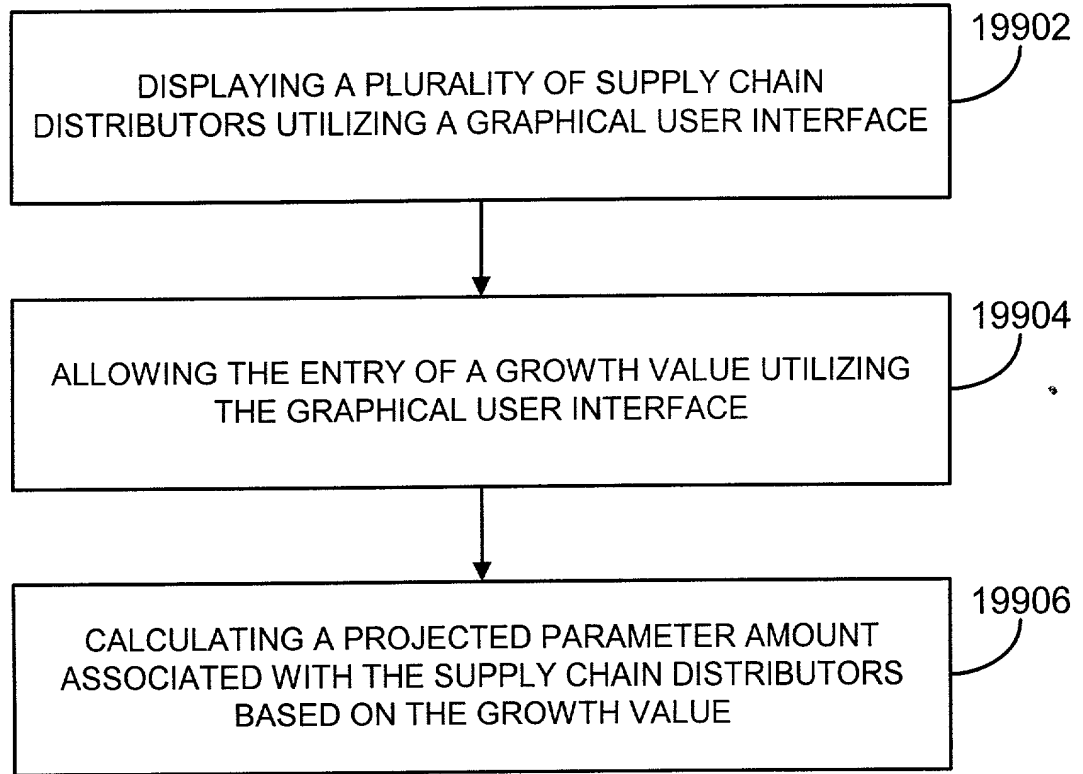 19902
DISPLAYING A PLURALITY OF SUPPLY CHAIN
DISTRIBUTORS UTILIZING A GRAPHICAL USER INTERFACE
19904
ALLOWING THE ENTRY OF A GROWTH VALUE UTILIZING
THE GRAPHICAL USER INTERFACE
19906
CALCULATING A PROJECTED PARAMETER AMOUNT
ASSOCIATED WITH THE SUPPLY CHAIN DISTRIBUTORS
BASED ON THE GROWTH VALUE